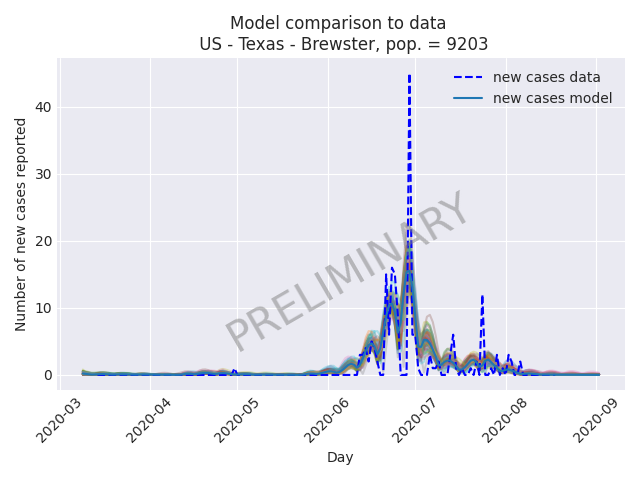 Model comparison to data
US - Texas - Brewster, pop. = 9203
new cases data
new cases model
PRELIMINARY
Number of new cases reported
40
30
20
10
0
2020-03
2020-04
2020-05
2020-06
2020-07
2020-08
2020-09
Day